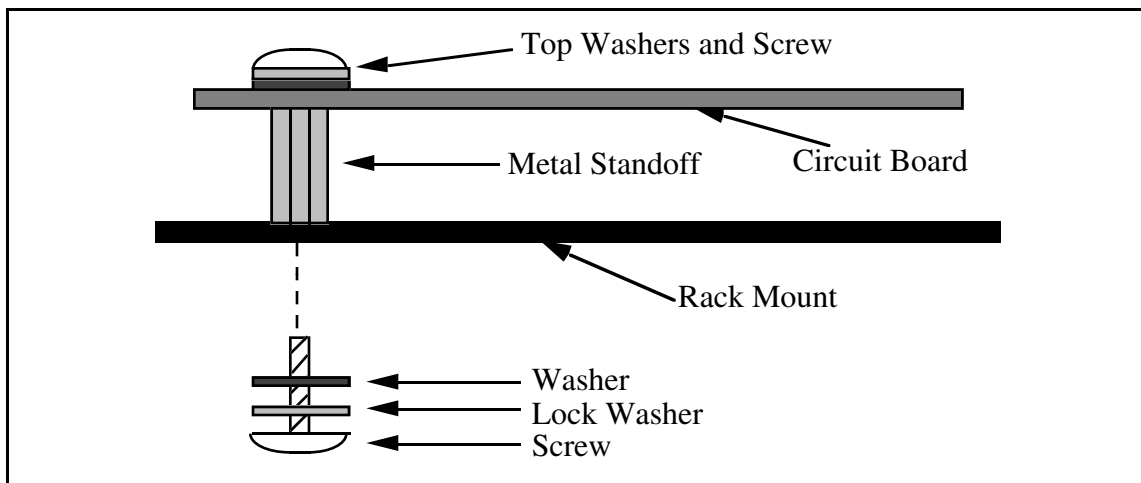 Top Washers and Screw
Metal Standoff
Circuit Board
Rack Mount
Washer
Lock Washer
Screw